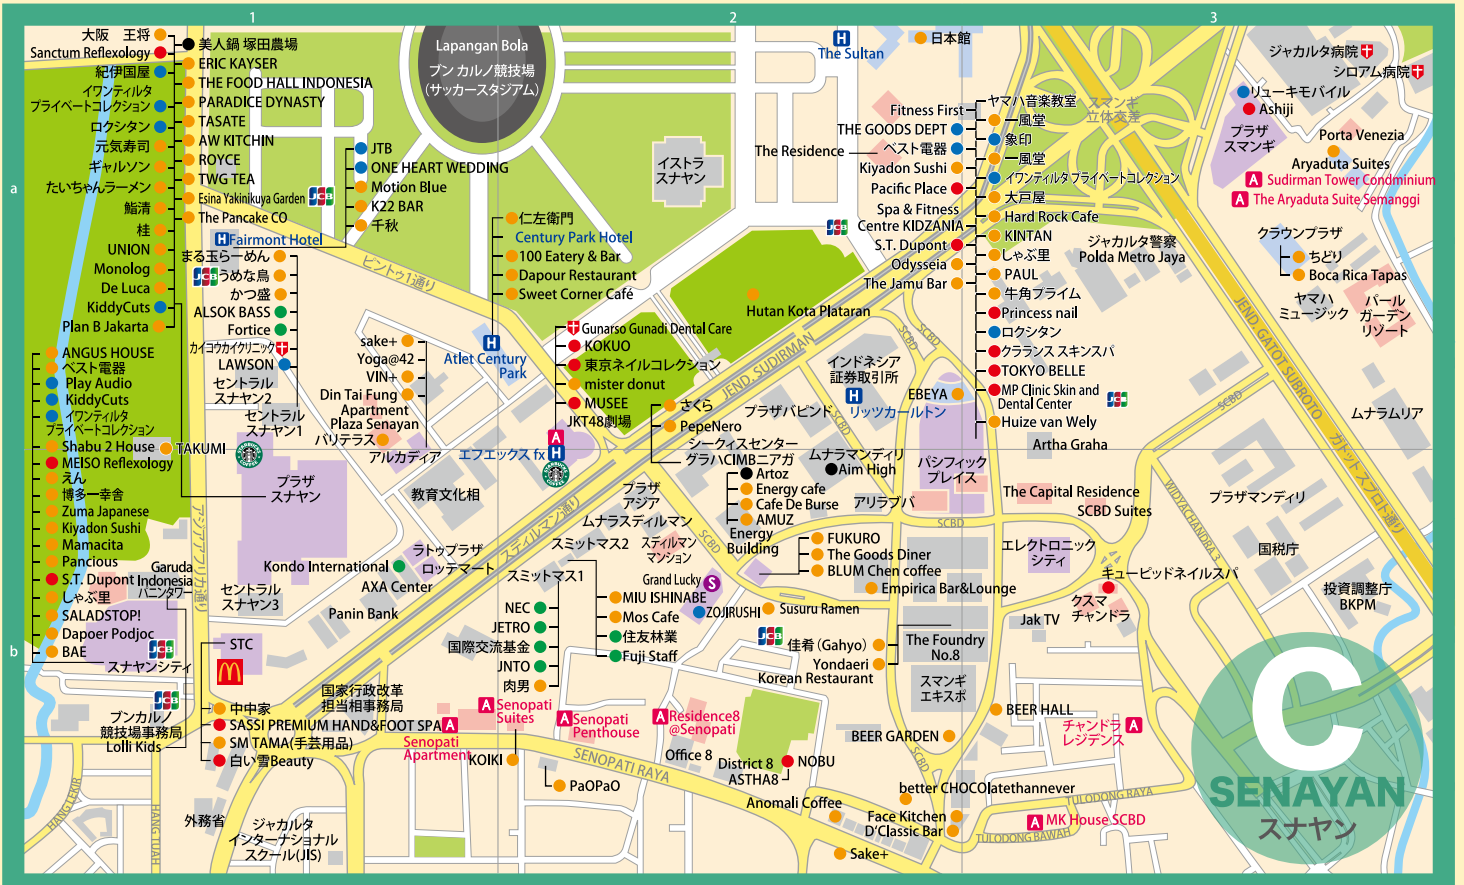 1
2
3
a
b
大阪 王将
Sanctum Reflexology
紀伊国屋
イワンティルタ
プライベートコレクション
ロクシタン
元気寿司
ギャルソン
たいちゃんラーメン
鮨清
桂
UNION
Monolog
De Luca
KiddyCuts
Plan B Jakarta
美人鍋 塚田農場
ERIC KAYSER
THE FOOD HALL INDONESIA
PARADICE DYNASTY
TASATE
AW KITCHIN
ROYCE
TWG TEA
Esina Yakinikuya Garden
JCB
The Pancake CO
H
Fairmont Hotel
JTB
ONE HEART WEDDING
Motion Blue
K22 BAR
千秋
Lapangan Bola
ブン カルノ競技場
(サッカースタジアム)
イストラ
スナヤン
H
The Sultan
日本館
まる玉らーめん
JCB
うめな鳥
かつ盛
ALSOK BASS
Fortice
カイヨウカイクリニック
LAWSON
セントラル
スナヤン2
セントラル
スナヤン1
ピントゥ1通り
仁左衛門
Century Park Hotel
100 Eatery & Bar
Dapour Restaurant
Sweet Corner Café
H
Atlet Century
Park
sake+
Yoga@42
VIN+
Din Tai Fung
Apartment
Plaza Senayan
パリテラス
アルカディア
Gunarso Gunadi Dental Care
KOKUO
東京ネイルコレクション
mister donut
MUSEE
JKT48劇場
A
H
エフエックス fx
STARBUCKS COFFEE
Hutan Kota Plataran
JEND, SUDIRMAN
スディルマン通り
さくら
PepeNero
シークィスセンター
グラハCIMBニアガ
Artoz
Energy cafe
Cafe De Burse
AMUZ
Energy
Building
プラザバピンド
インドネシア
証券取引所
H
リッツカールトン
ムナラマンディリ
Aim High
アリラブバ
EBEYA
パシフィック
プレイス
SCBD
SCBD
SCBD
SCBD
SCBD
SCBD
SCBD
Fitness First
THE GOODS DEPT
ベスト電器
Kiyadon Sushi
Pacific Place
Spa & Fitness
Centre KIDZANIA
JCB
S.T. Dupont
Odysseia
The Jamu Bar
The Residence
ヤマハ音楽教室
一風堂
象印
一風堂
イワンティルタ プライベートコレクション
大戸屋
Hard Rock Cafe
KINTAN
しゃぶ里
PAUL
牛角プライム
Princess nail
ロクシタン
クラランス スキンスパ
TOKYO BELLE
MP Clinic Skin and
Dental Center
JCB
Huize van Wely
Artha Graha
スマンギ
立体交差
ジャカルタ警察
Polda Metro Jaya
ジャカルタ病院
シロアム病院
リューキモバイル
Ashiji
プラザ
スマンギ
Porta Venezia
Aryaduta Suites
A Sudirman Tower Condminium
A The Aryaduta Suite Semanggi
クラウンプラザ
ちどり
Boca Rica Tapas
ヤマハ
ミュージック
バール
ガーデン
リゾート
JEND. GATOT SUBROTO
ガトットスブロト通り
ムナラムリア
ANGUS HOUSE
ベスト電器
Play Audio
KiddyCuts
イワンティルタ
プライベートコレクション
Shabu 2 House
TAKUMI
MEISO Reflexology
えん
博多一幸舎
Zuma Japanese
Kiyadon Sushi
Mamacita
Pancious
S.T. Dupont
しゃぶ里
SALADSTOP!
Dapoer Podjoc
BAE
JCB
スナヤンシティ
Garuda
Indonesia
パニンタワー
アジアアフリカ通り
STARBUCKS COFFEE
プラザ
スナヤン
セントラル
スナヤン3
教育文化相
Kondo International
AXA Center
ラトゥプラザ
ロッテマート
Panin Bank
STC
JCB
ブンカルノ
競技場事務局
Lolli Kids
中中家
SASSI PREMIUM HAND&FOOT SPA
SM TAMA(手芸用品)
白い雪Beauty
国家行政改革
担当相事務局
A
Senopati
Apartment
A Senopati
Suites
KOIKI
スミットマス1
NEC
JETRO
国際交流基金
JNTO
肉男
プラザ
アジア
ムナラスディルマン
スミットマス2
スディルマン
マンション
Grand Lucky
S
MIU ISHINABE
Mos Cafe
住友林業
Fuji Staff
ZOJIRUSHI
Susuru Ramen
JCB
佳肴 (Gahyo)
Yondaeri
Korean Restaurant
FUKURO
The Goods Diner
BLUM Chen coffee
Empirica Bar&Lounge
The Foundry
No.8
スマンギ
エキスポ
BEER HALL
BEER GARDEN
The Capital Residence
SCBD Suites
エレクトロニック
シティ
キューピッドネイルスパ
クスマ
チャンドラ
Jak TV
WIDYACHANDRA 3
プラザマンディリ
国税庁
投資調整庁
BKPM
チャンドラ A
レジデンス
A Senopati
Penthouse
A Residence8
@Senopati
SENOPATI RAYA
Office 8
District 8
ASTHA8
NOBU
PaOPaO
Anomali Coffee
better CHOCOlatethannever
Face Kitchen
D'Classic Bar
Sake+
A MK House SCBD
TULODONG RAYA
TULODONG BAWAH
HANG LEKIR
HANG TUAH
外務省
ジャカルタ
インターナショナル
スクール(JIS)
C
SENAYAN
スナヤン